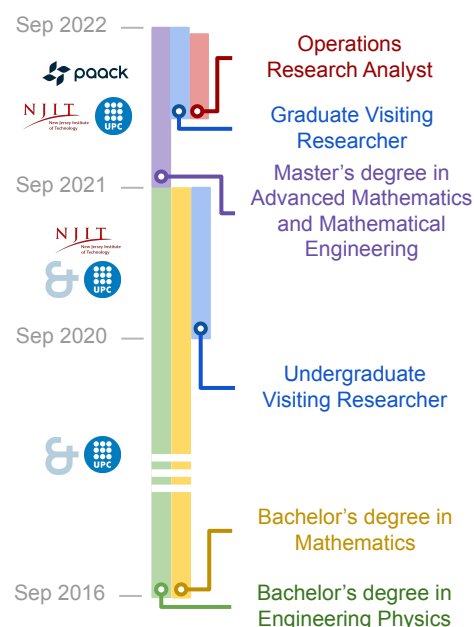 Sep 2022
Operations
Research Analyst
paack
NJIT
New Jersey Institute
of Technology
UPC
Graduate Visiting
Researcher
Master’s degree in
Advanced Mathematics
and Mathematical
Engineering
Sep 2021
NJIT
New Jersey Institute
of Technology
&
UPC
Sep 2020
Undergraduate
Visiting Researcher
&
UPC
Bachelor’s degree in
Mathematics
Sep 2016
Bachelor’s degree in
Engineering Physics